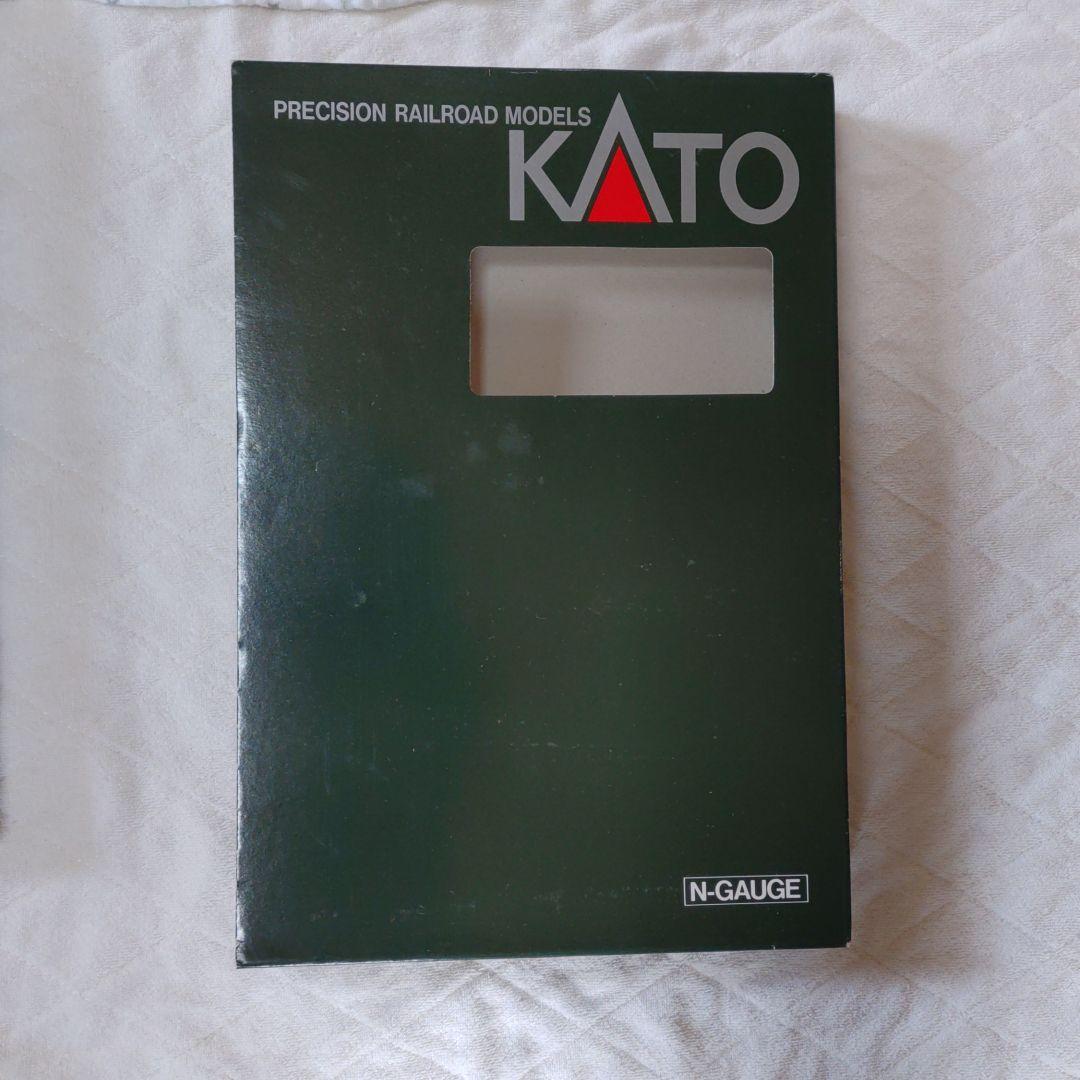 PRECISION RAILROAD MODELS
KATO
N-GAUGE